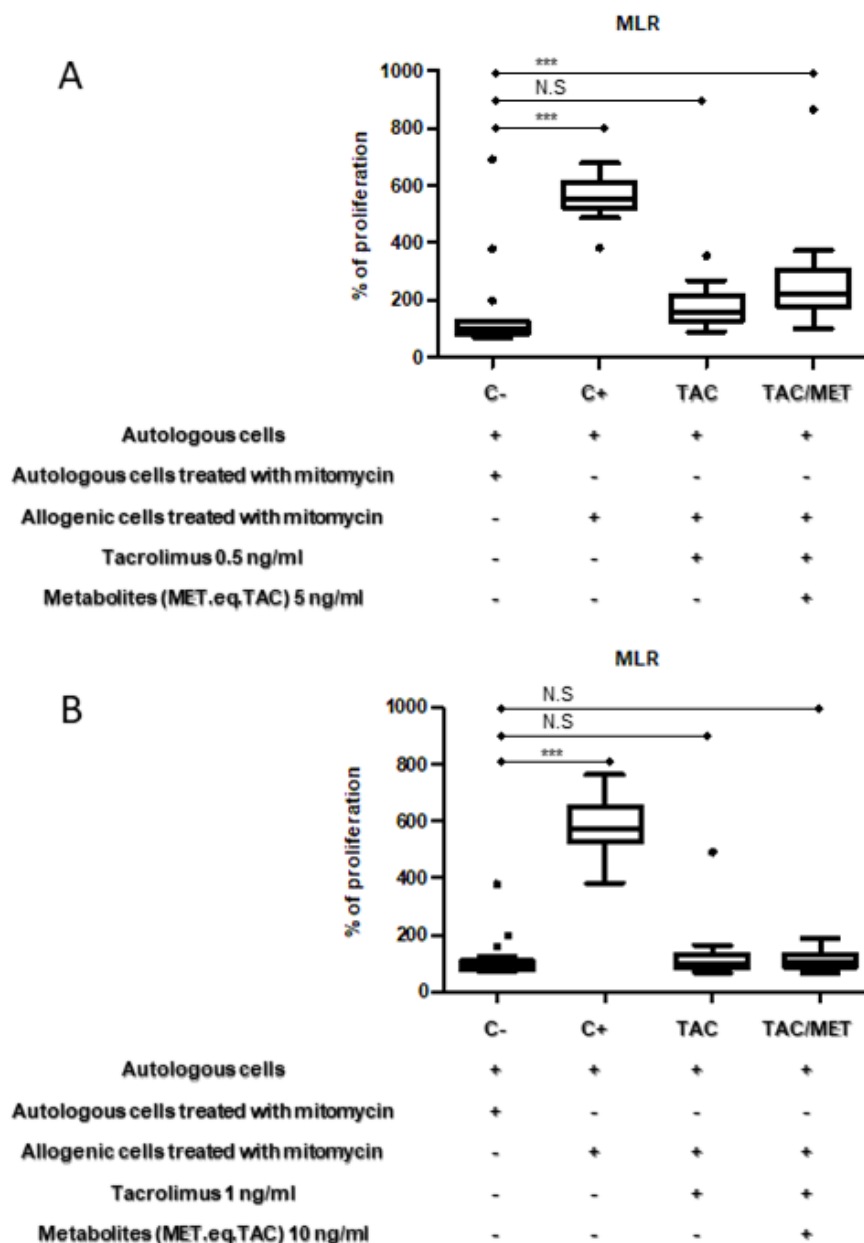 MLR
A
***
1000
N.S
***
800
600
400
200
0
% of proliferation
C- C+ TAC TAC/MET
Autologous cells + + + +
Autologous cells treated with mitomycin + - - -
Allogenic cells treated with mitomycin - + + +
Tacrolimus 0.5 ng/ml - - + +
Metabolites (MET.eq.TAC) 5 ng/ml - - - +
MLR
B
N.S
1000
N.S
***
800
600
400
200
0
% of proliferation
C- C+ TAC TAC/MET
Autologous cells + + + +
Autologous cells treated with mitomycin + - - -
Allogenic cells treated with mitomycin - + + +
Tacrolimus 1 ng/ml - - + +
Metabolites (MET.eq.TAC) 10 ng/ml - - - +